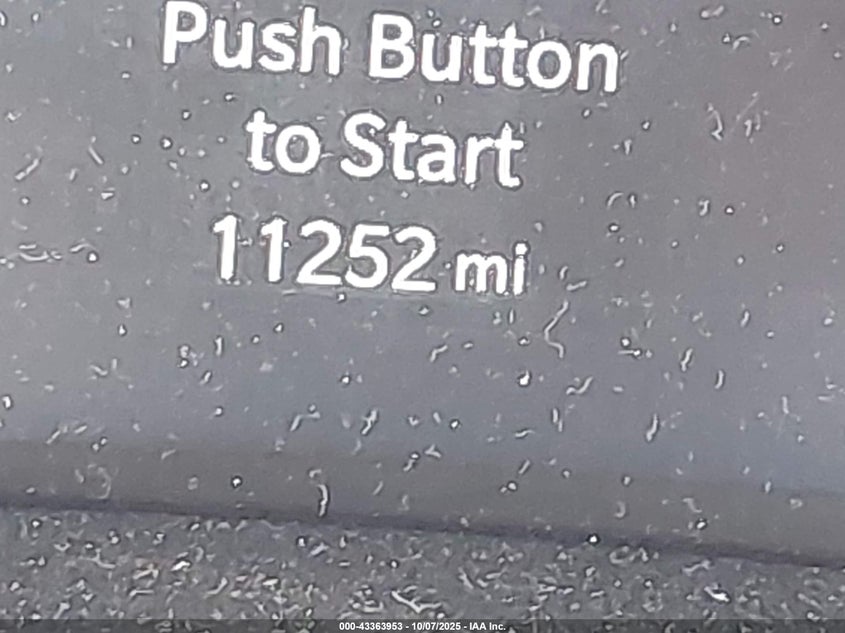 Push Button
to Start
11252 mi
000-43363953 - 10/07/2025 - IAA Inc.